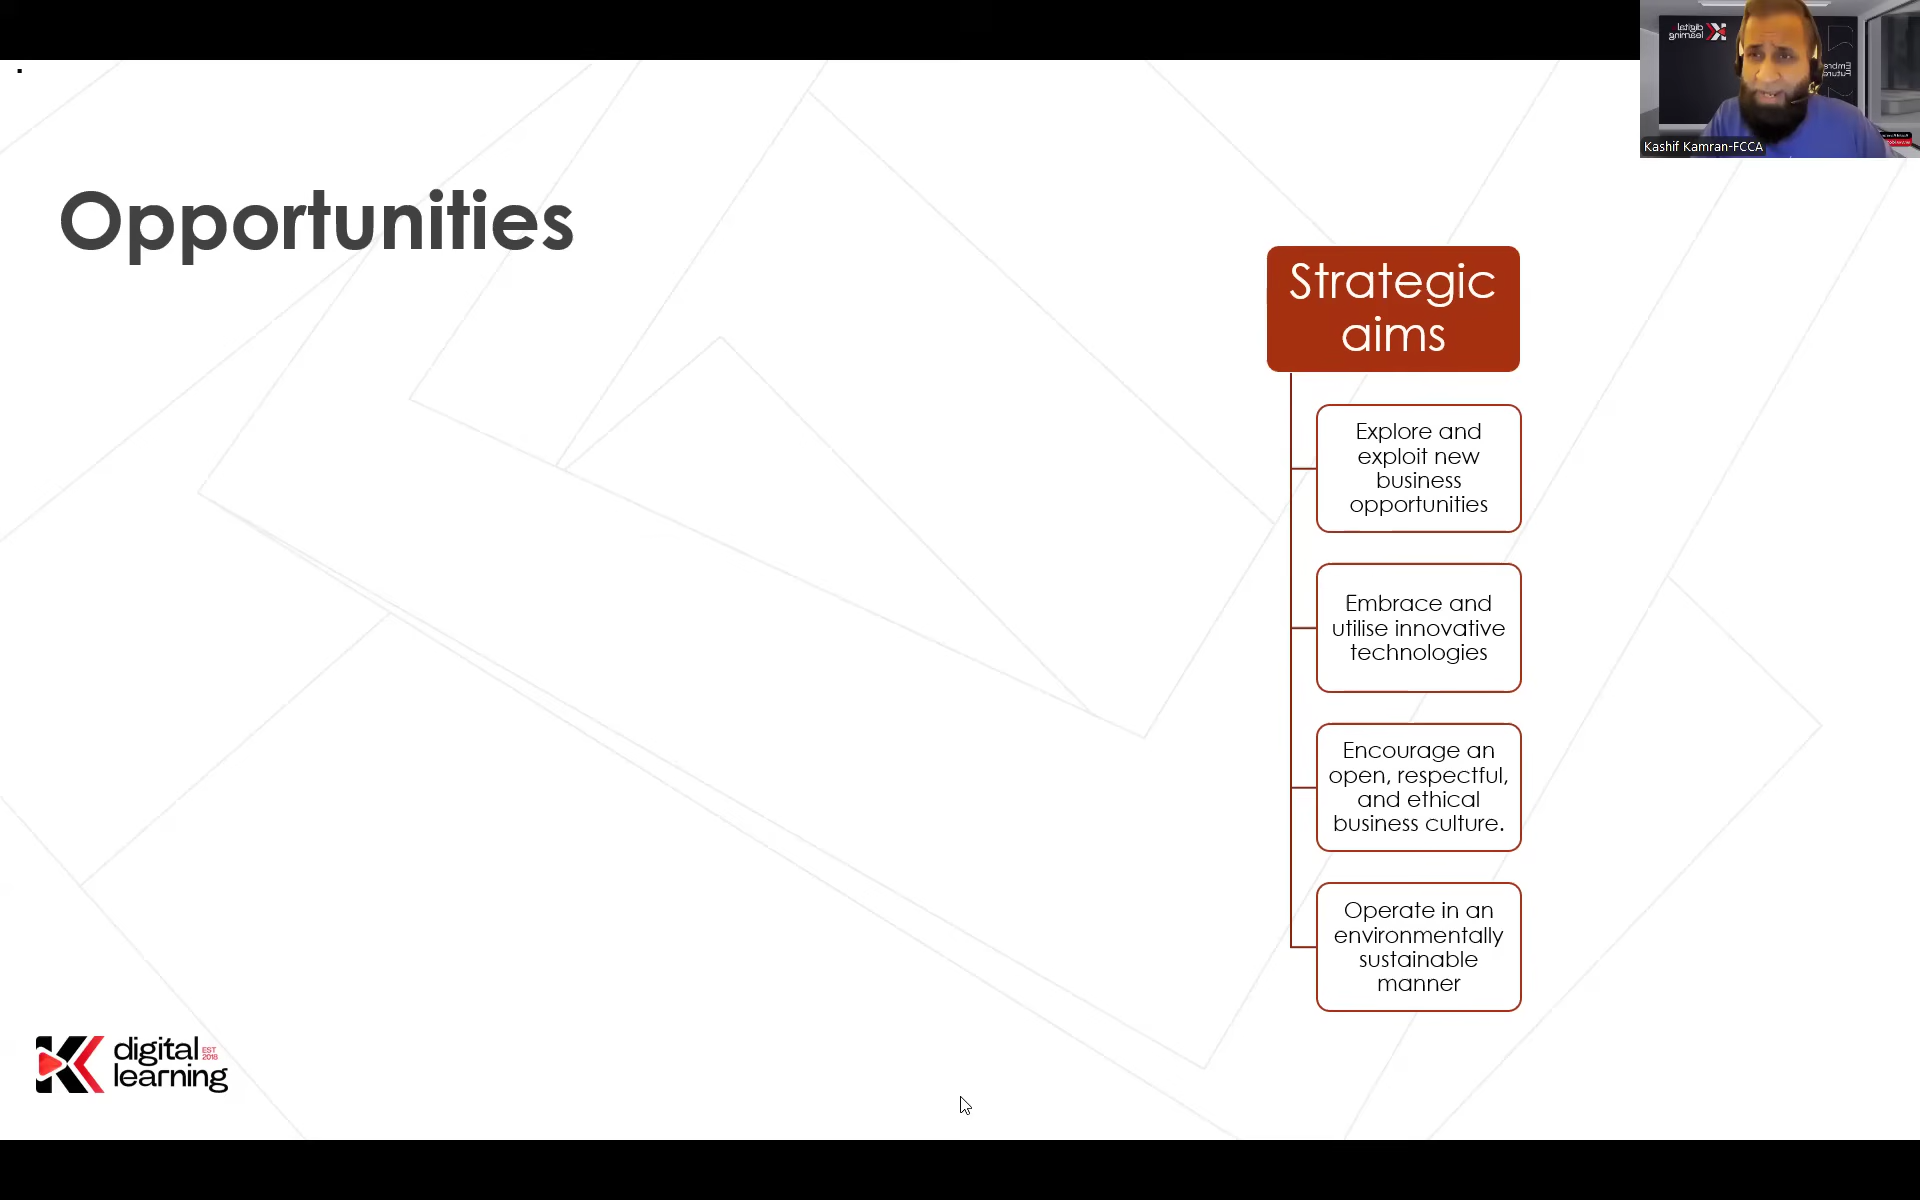 Kashif Kamran-FCCA
Opportunities
Strategic
aims
Explore and
exploit new
business
opportunities
Embrace and
utilise innovative
technologies
Encourage an
open, respectful,
and ethical
business culture.
Operate in an
environmentally
sustainable
manner
digital EST 2018
learning